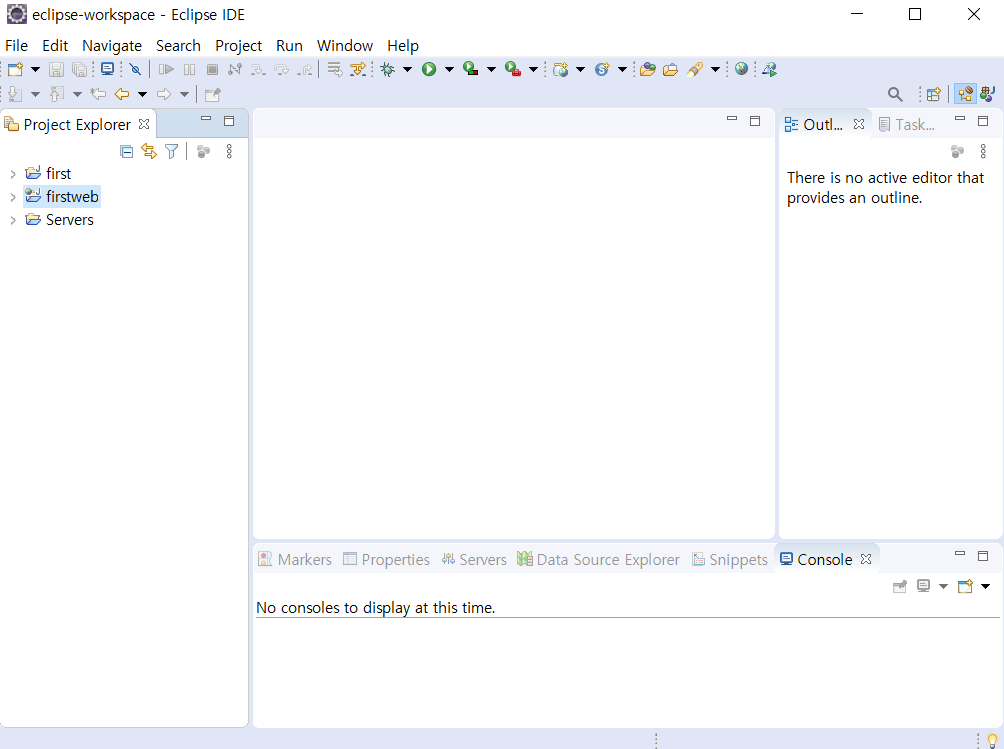 eclipse-workspace - Eclipse IDE
File Edit Navigate Search Project Run Window Help
Project Explorer
first
firstweb
Servers
Outl... Task...
There is no active editor that
provides an outline.
Markers Properties Servers Data Source Explorer Snippets Console
No consoles to display at this time.